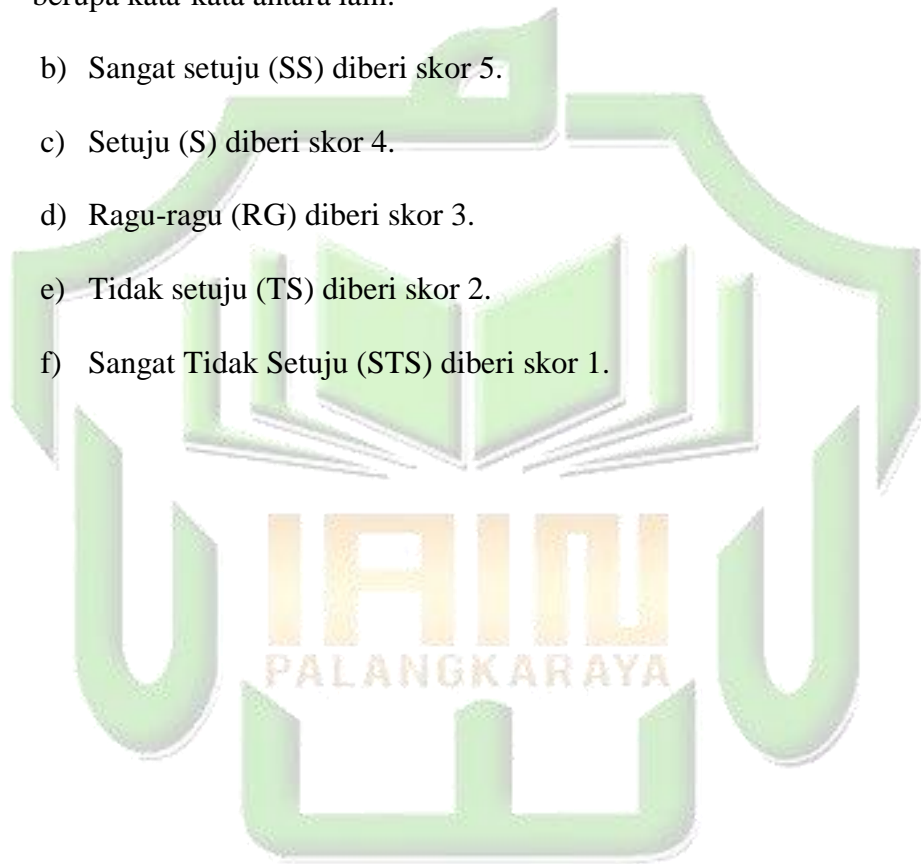 berupa kata-kata antara lain:
b) Sangat setuju (SS) diberi skor 5.
c) Setuju (S) diberi skor 4.
d) Ragu-ragu (RG) diberi skor 3.
e) Tidak setuju (TS) diberi skor 2.
f) Sangat Tidak Setuju (STS) diberi skor 1.
IAIN
PALANGKARAYA